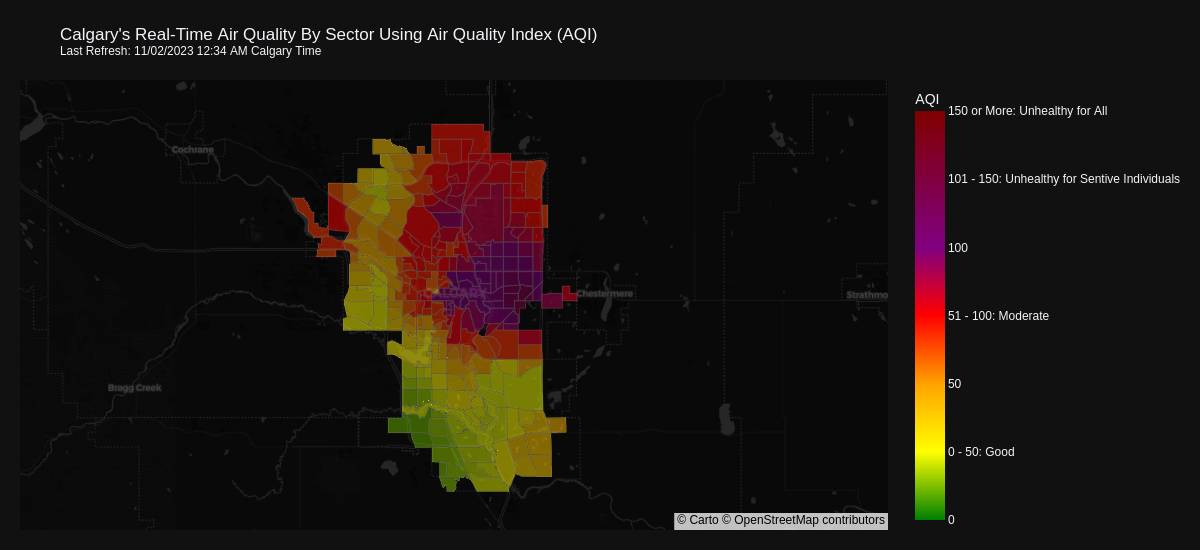 Calgary's Real-Time Air Quality By Sector Using Air Quality Index (AQI)
Last Refresh: 11/02/2023 12:34 AM Calgary Time
AQI
150 or More: Unhealthy for All
Cochrane
101 - 150: Unhealthy for Sentive Individuals
100
CALGARY
Chestermere
Strathmo
51 - 100: Moderate
50
Bragg Creek
0 - 50: Good
0
© Carto © OpenStreetMap contributors